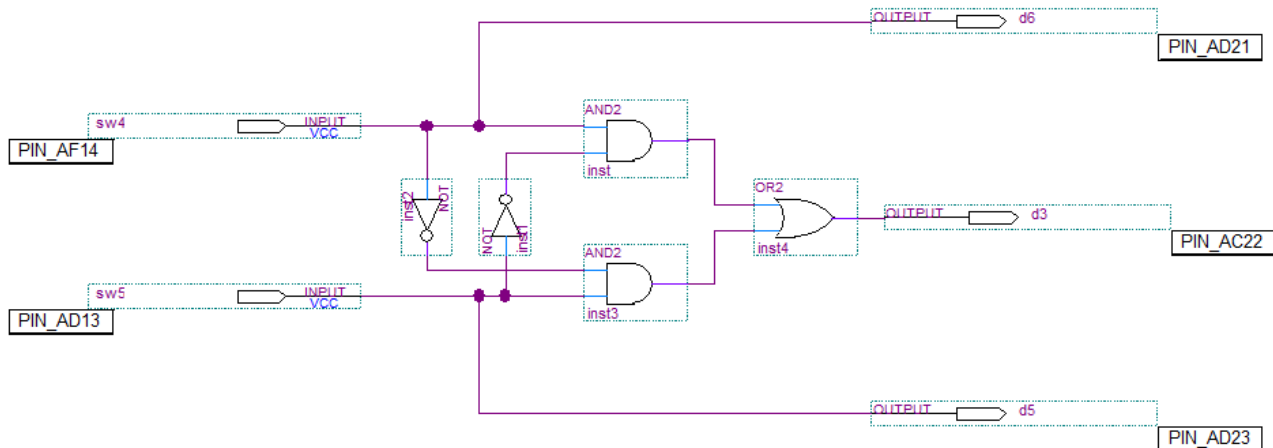 OUTPUT d6
PIN_AD21
AND2
sw4 INPUT
VCC
PIN_AF14
inst
inst2
NOT
NOT
inst1
OR2
OUTPUT d3
inst4
PIN_AC22
AND2
sw5 INPUT
VCC
PIN_AD13
inst3
OUTPUT d5
PIN_AD23